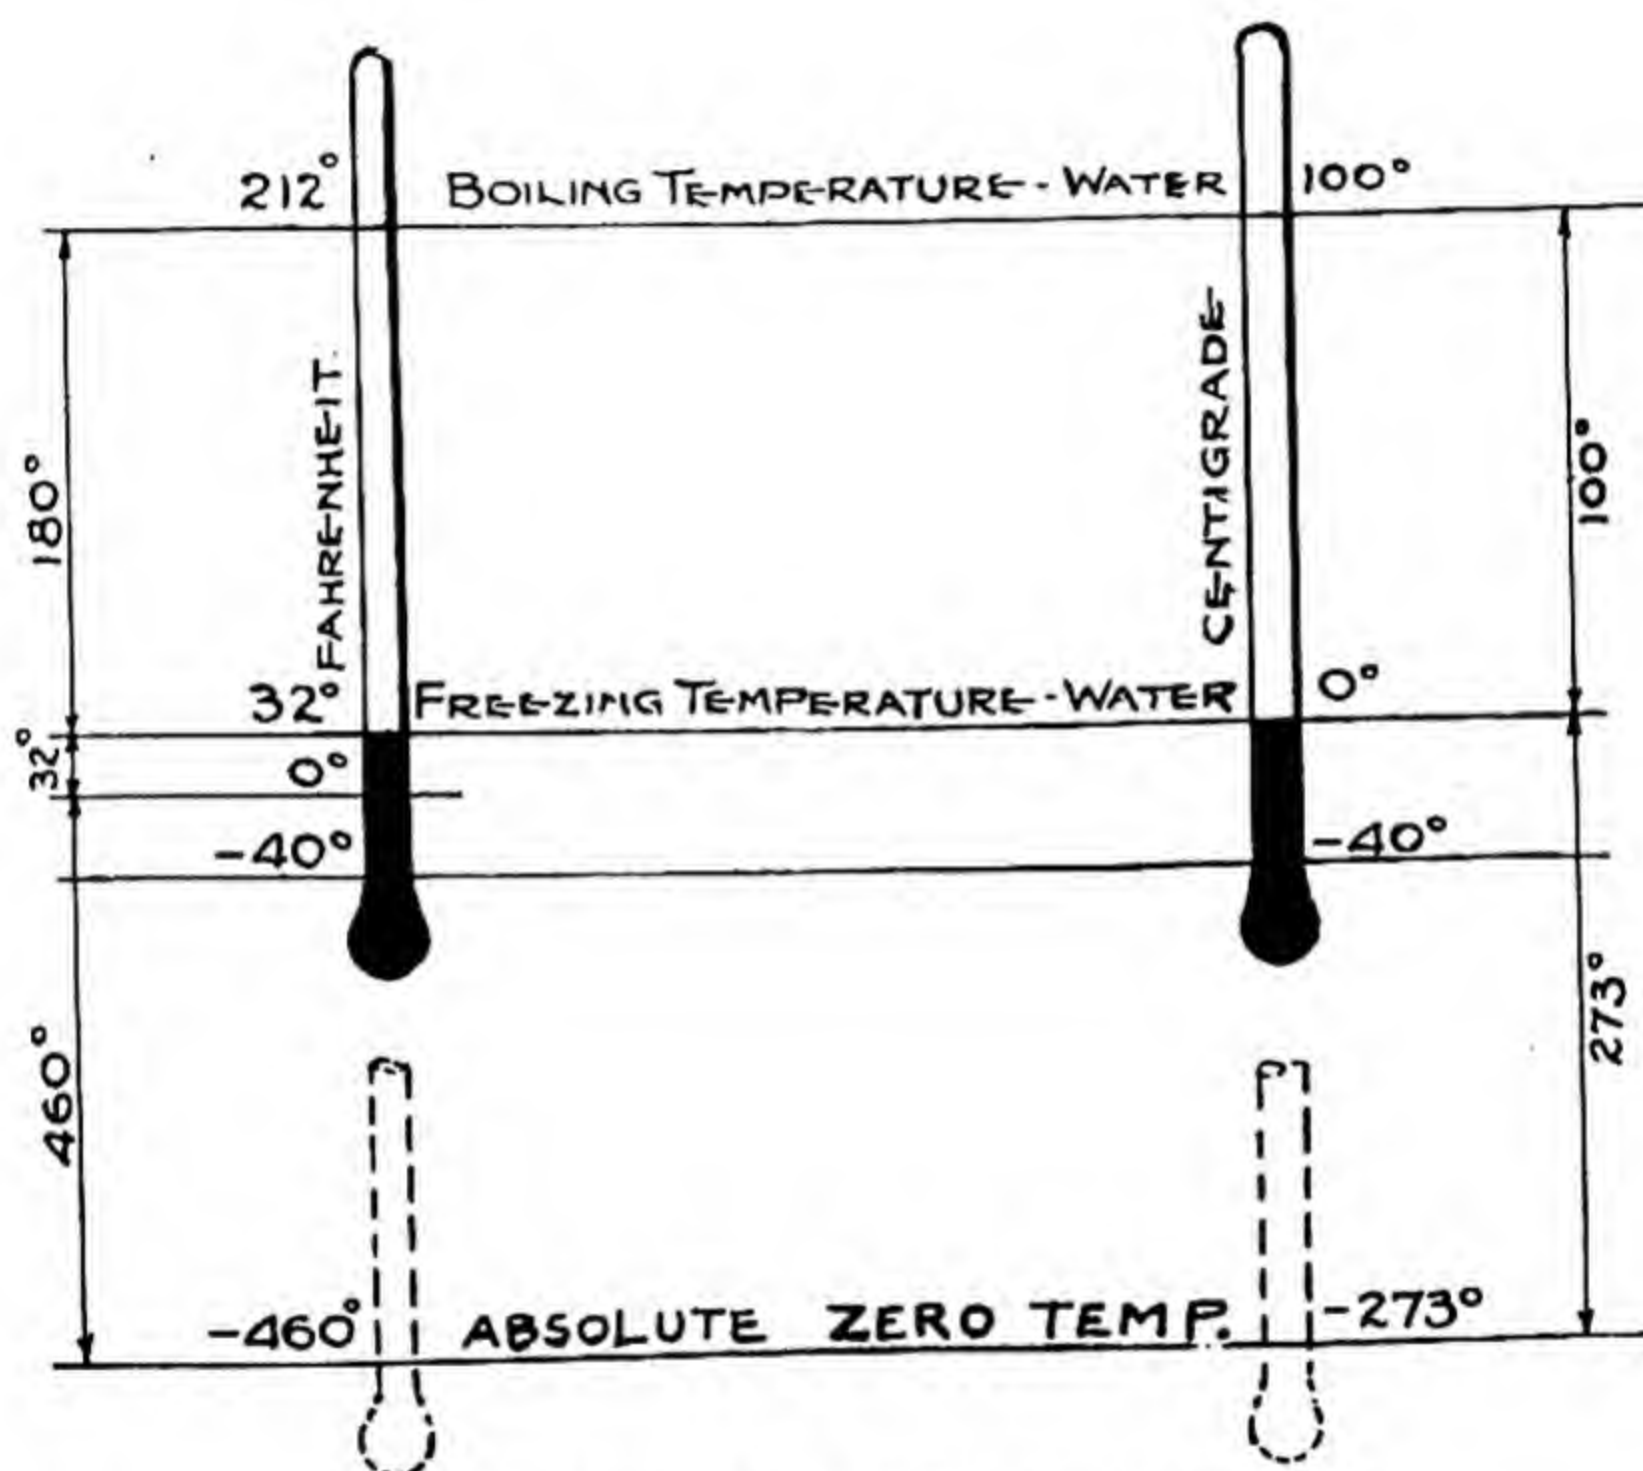 212° BOILING TEMPERATURE - WATER 100°
FAHRENHEIT.
CENTIGRADE
180°
100°
32° FREEZING TEMPERATURE - WATER 0°
32°
0°
-40° -40°
460°
273°
-460° ABSOLUTE ZERO TEMP. -273°